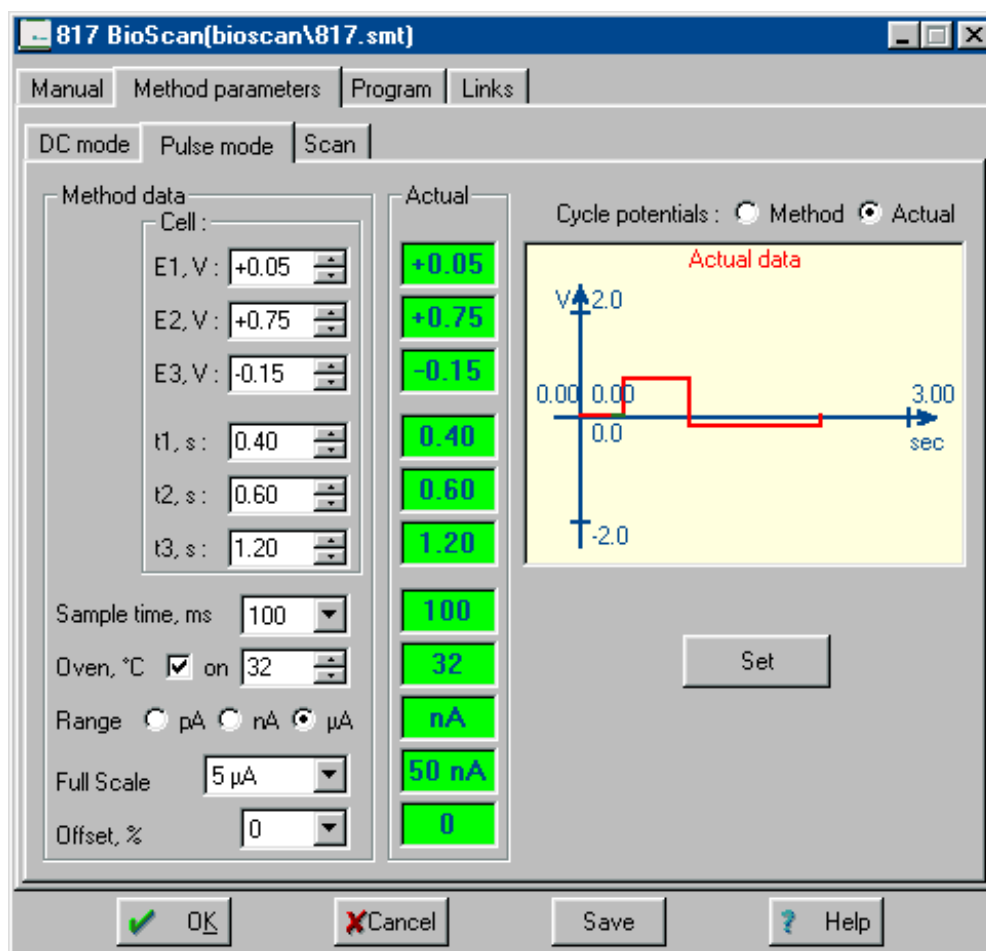 817 BioScan(bioscan\817.smt)
Manual Method parameters Program Links
DC mode Pulse mode Scan
Method data Actual
Cell :
Cycle potentials : Method Actual
E1, V : +0.05 +0.05
E2, V : +0.75 +0.75
E3, V : -0.15 -0.15
t1, s : 0.40 0.40
t2, s : 0.60 0.60
t3, s : 1.20 1.20
Actual data
V 2.0
0.00 0.00 3.00
0.0 sec
-2.0
Sample time, ms 100 100
Oven, °C on 32 32
Set
Range pA nA µA nA
Full Scale 5 µA 50 nA
Offset, % 0 0
OK Cancel Save ? Help